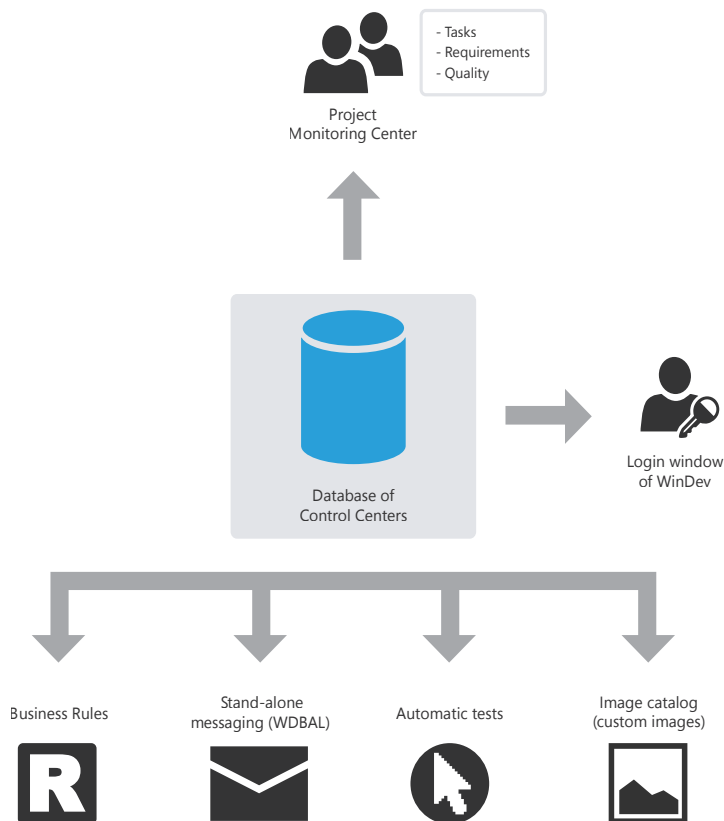 - Tasks
- Requirements
- Quality
Project
Monitoring Center
Database of
Control Centers
Login window
of WinDev
Business Rules
Stand-alone
messaging (WDBAL)
Automatic tests
Image catalog
(custom images)
R